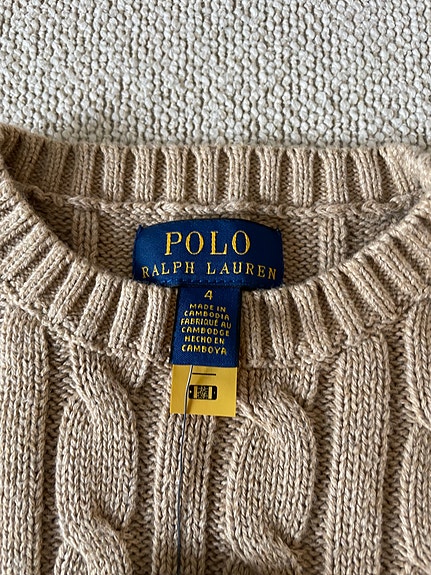 POLO
RALPH LAUREN
4
MADE IN
CAMBODIA
FABRIQUÉ AU
CAMBODGE
HECHO EN
CAMBOYA